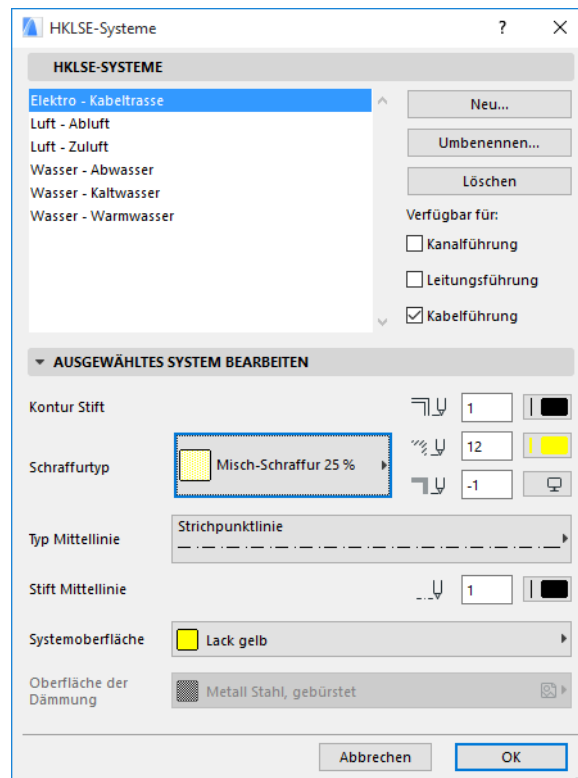 HKLSE-Systeme
?
HKLSE-SYSTEME
Elektro - Kabeltrasse
Luft - Abluft
Luft - Zuluft
Wasser - Abwasser
Wasser - Kaltwasser
Wasser - Warmwasser
Neu...
Umbenennen...
Löschen
Verfügbar für:
Kanalführung
Leitungsführung
Kabelführung
AUSGEWÄHLTES SYSTEM BEARBEITEN
Kontur Stift
1
Schraffurtyp
Misch-Schraffur 25 %
12
-1
Typ Mittellinie
Strichpunktlinie
Stift Mittellinie
1
Systemoberfläche
Lack gelb
Oberfläche der
Dämmung
Metall Stahl, gebürstet
Abbrechen
OK